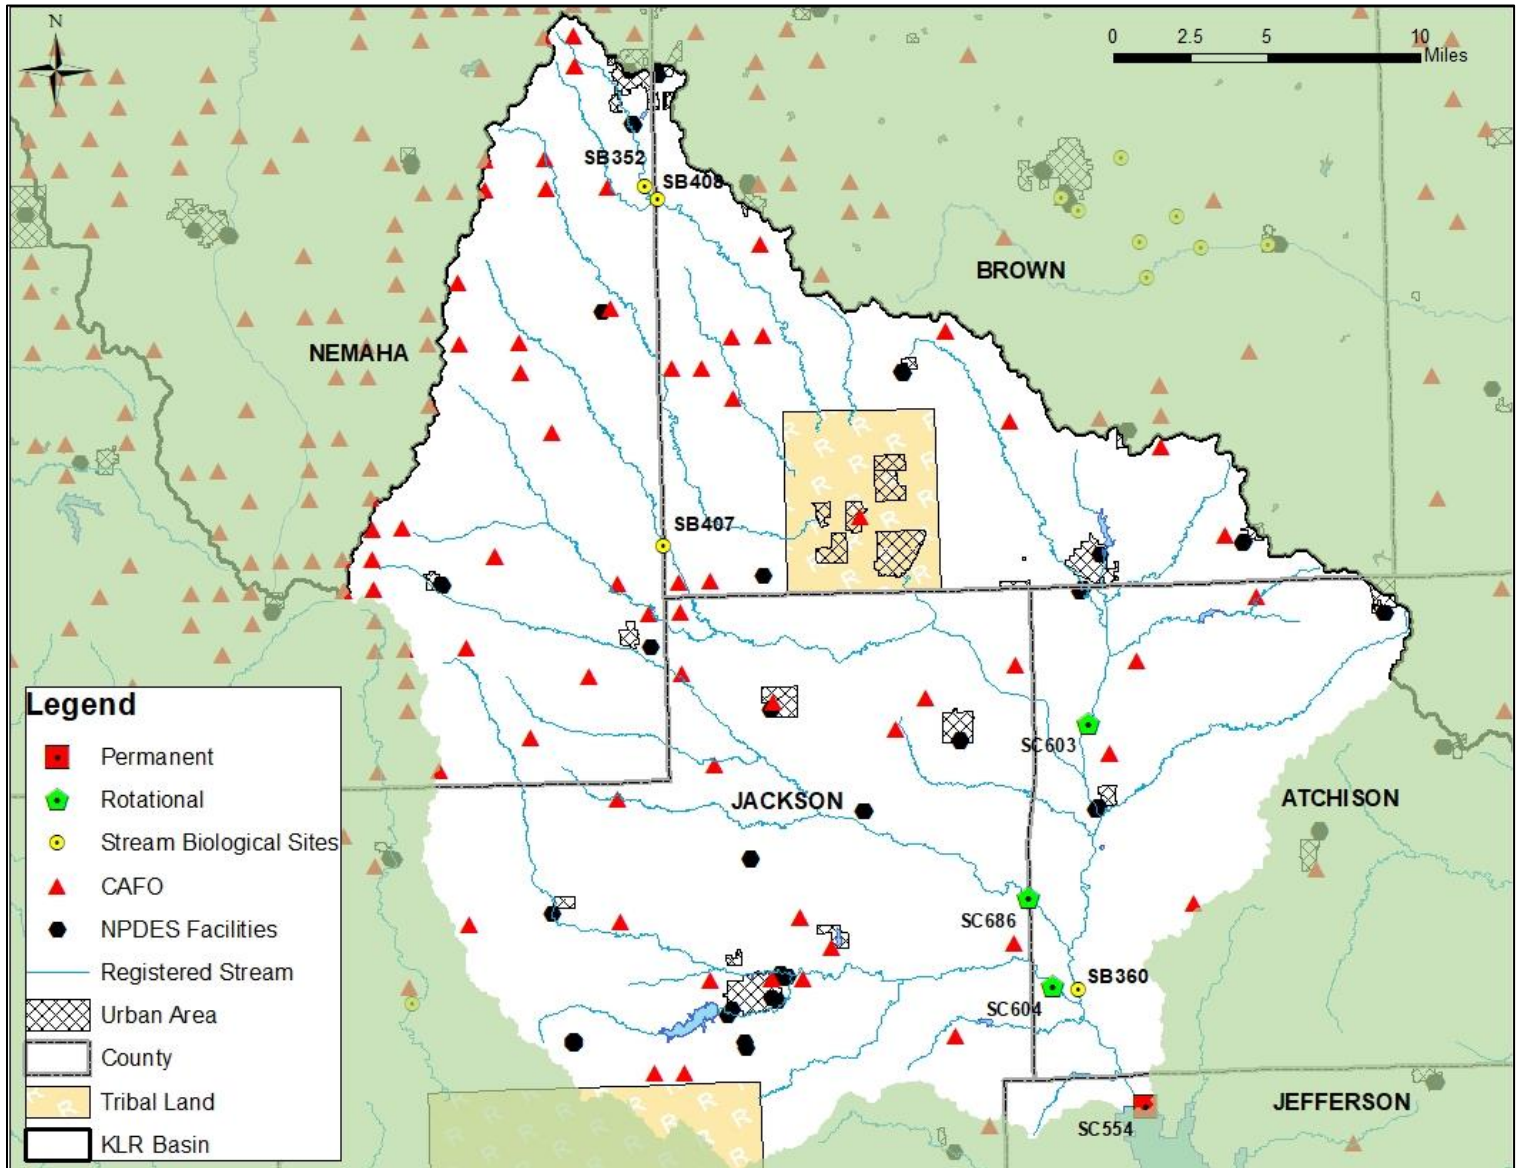 N
0 2.5 5 10
Miles
SB352
SB408
BROWN
NEMAHA
SB407
SC603
JACKSON
ATCHISON
SC686
SB360
SC604
JEFFERSON
SC554
Legend
Permanent
Rotational
Stream Biological Sites
CAFO
NPDES Facilities
Registered Stream
Urban Area
County
R R Tribal Land
KLR Basin